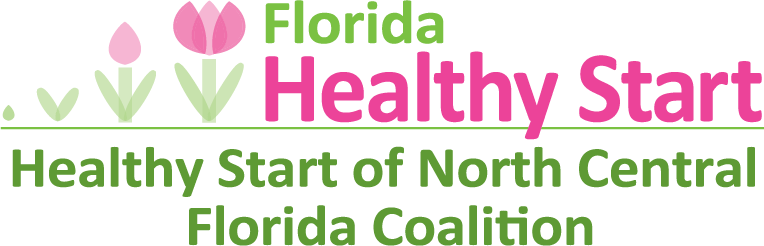 Florida
Healthy Start
Healthy Start of North Central
Florida Coalition